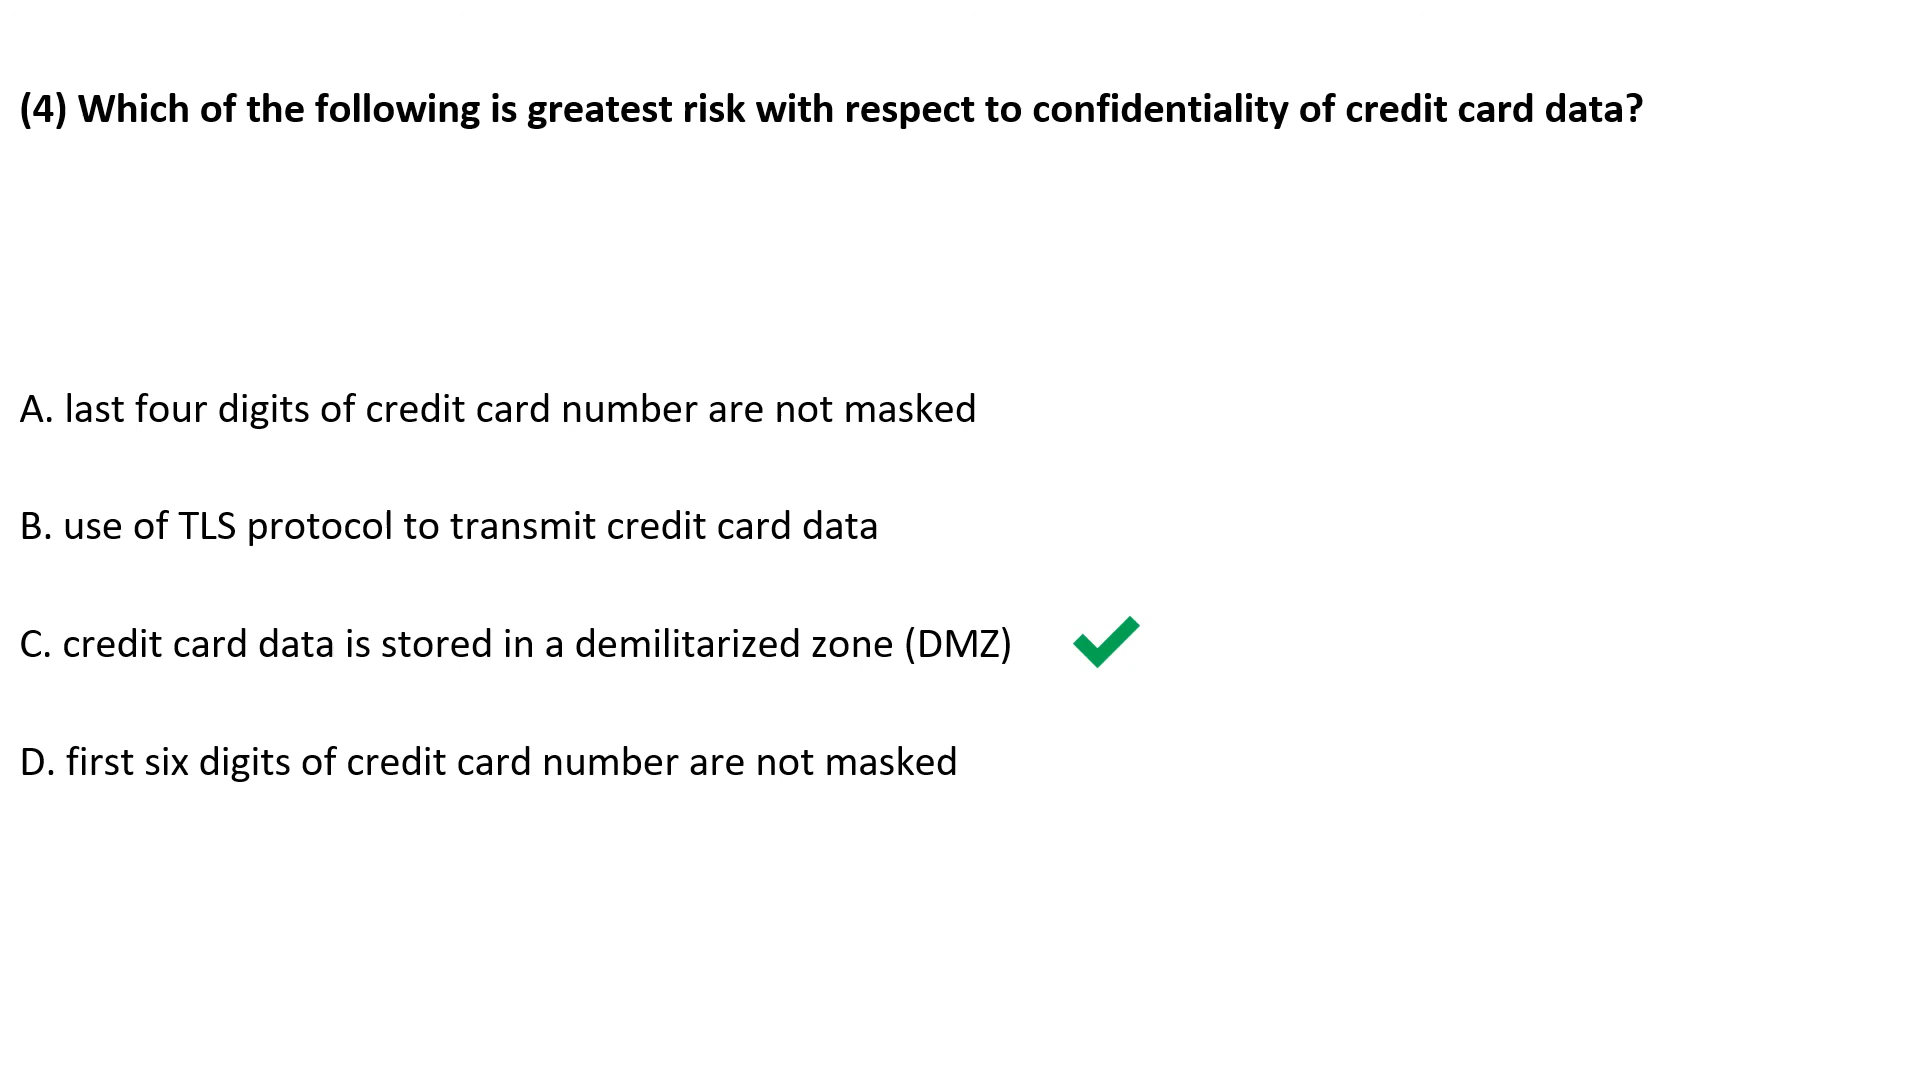 (4) Which of the following is greatest risk with respect to confidentiality of credit card data?
A. last four digits of credit card number are not masked
B. use of TLS protocol to transmit credit card data
C. credit card data is stored in a demilitarized zone (DMZ)
D. first six digits of credit card number are not masked